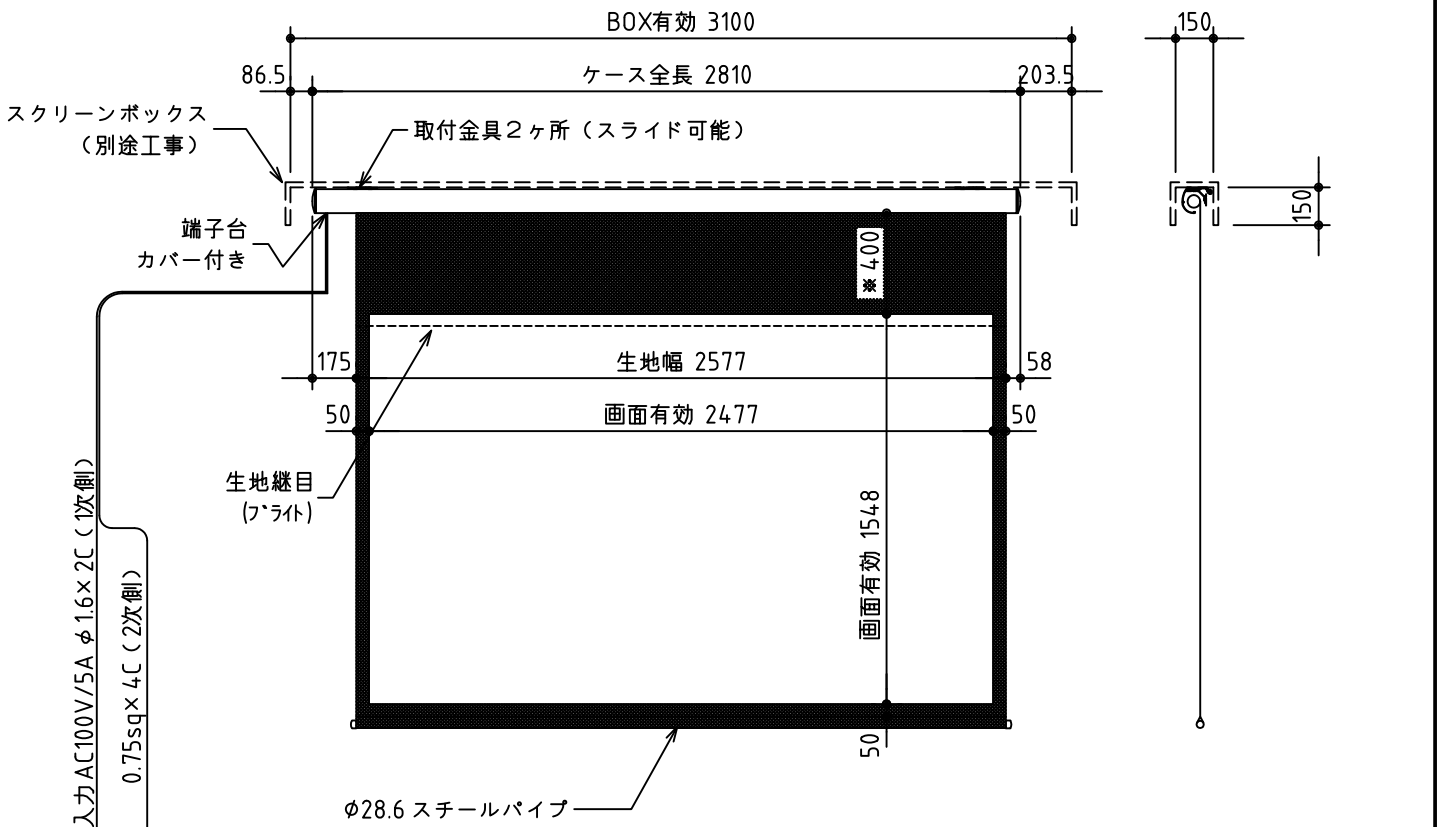 BOX有効 3100
150
86.5
ケース全長 2810
203.5
スクリーンボックス
（別途工事）
取付金具２ヶ所（スライド可能）
150
端子台
カバー付き
※ 400
175
生地幅 2577
58
50
画面有効 2477
50
生地継目
(ブライト)
画面有効 1548
入力AC100V/5A φ1.6×2C（1次側）
0.75sq×4C（2次側）
50
φ28.6 スチールパイプ